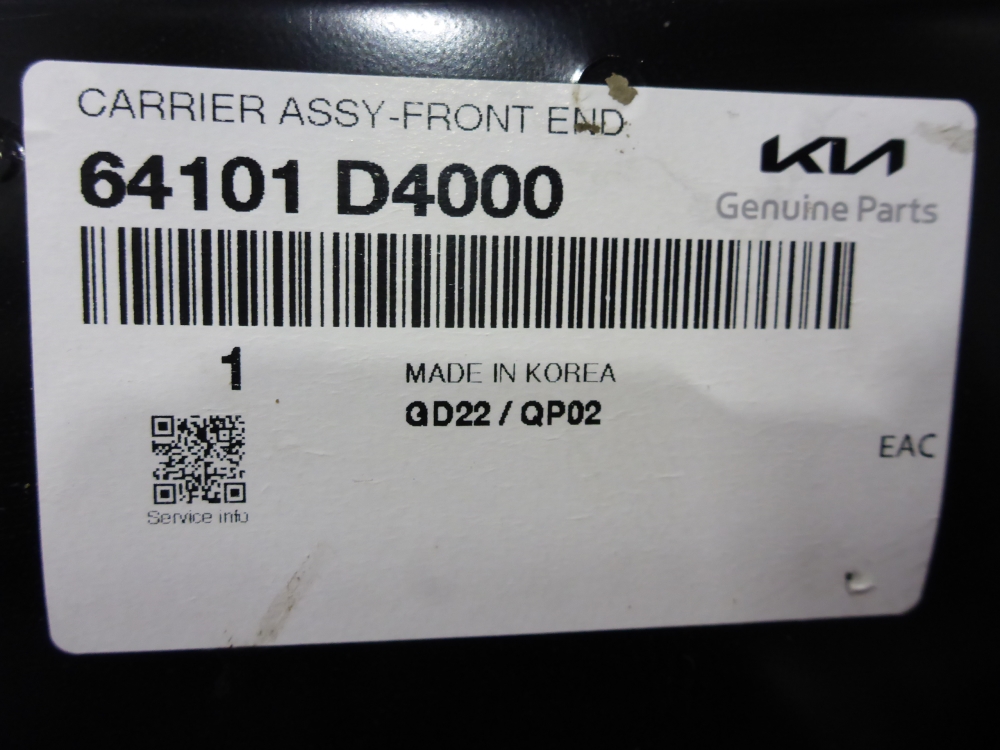 CARRIER ASSY-FRONT END
64101 D4000
KIA
Genuine Parts
1
MADE IN KOREA
GD22 / QP02
EAC
Service info